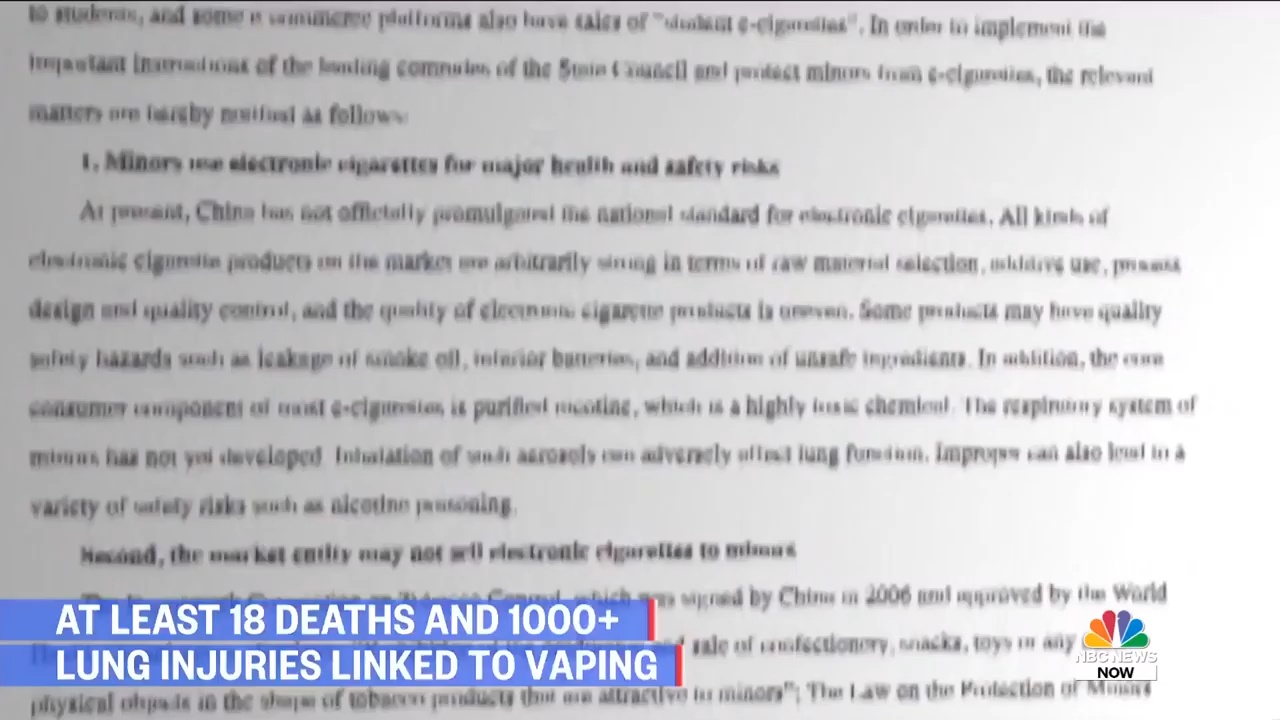 to students, and some e commerce platforms also have sales of "student e-cigarettes". In order to implement the
important instructions of the leading comrades of the State Council and protect minors from e-cigarettes, the relevant
matters are hereby notified as follows:
1. Minors use electronic cigarettes for major health and safety risks
At present, China has not officially promulgated the national standard for electronic cigarettes. All kinds of
electronic cigarette products on the market are arbitrarily strong in terms of raw material selection, additive use, process
design and quality control, and the quality of electronic cigarette products is uneven. Some products may have quality
safety hazards such as leakage of smoke oil, inferior batteries, and addition of unsafe ingredients. In addition, the core
consumer component of most e-cigarettes is purified nicotine, which is a highly toxic chemical. The respiratory system of
minors has not yet developed. Inhalation of such aerosols can adversely affect lung function. Improper can also lead to a
variety of safety risks such as nicotine poisoning.
Second, the market entity may not sell electronic cigarettes to minors
Control, which was signed by China in 2006 and approved by the World
and sale of confectionery, snacks, toys or any
physical objects in the shape of tobacco products that are attractive to minors"; The Law on the Protection of Minors
AT LEAST 18 DEATHS AND 1000+
LUNG INJURIES LINKED TO VAPING
NBC NEWS
NOW